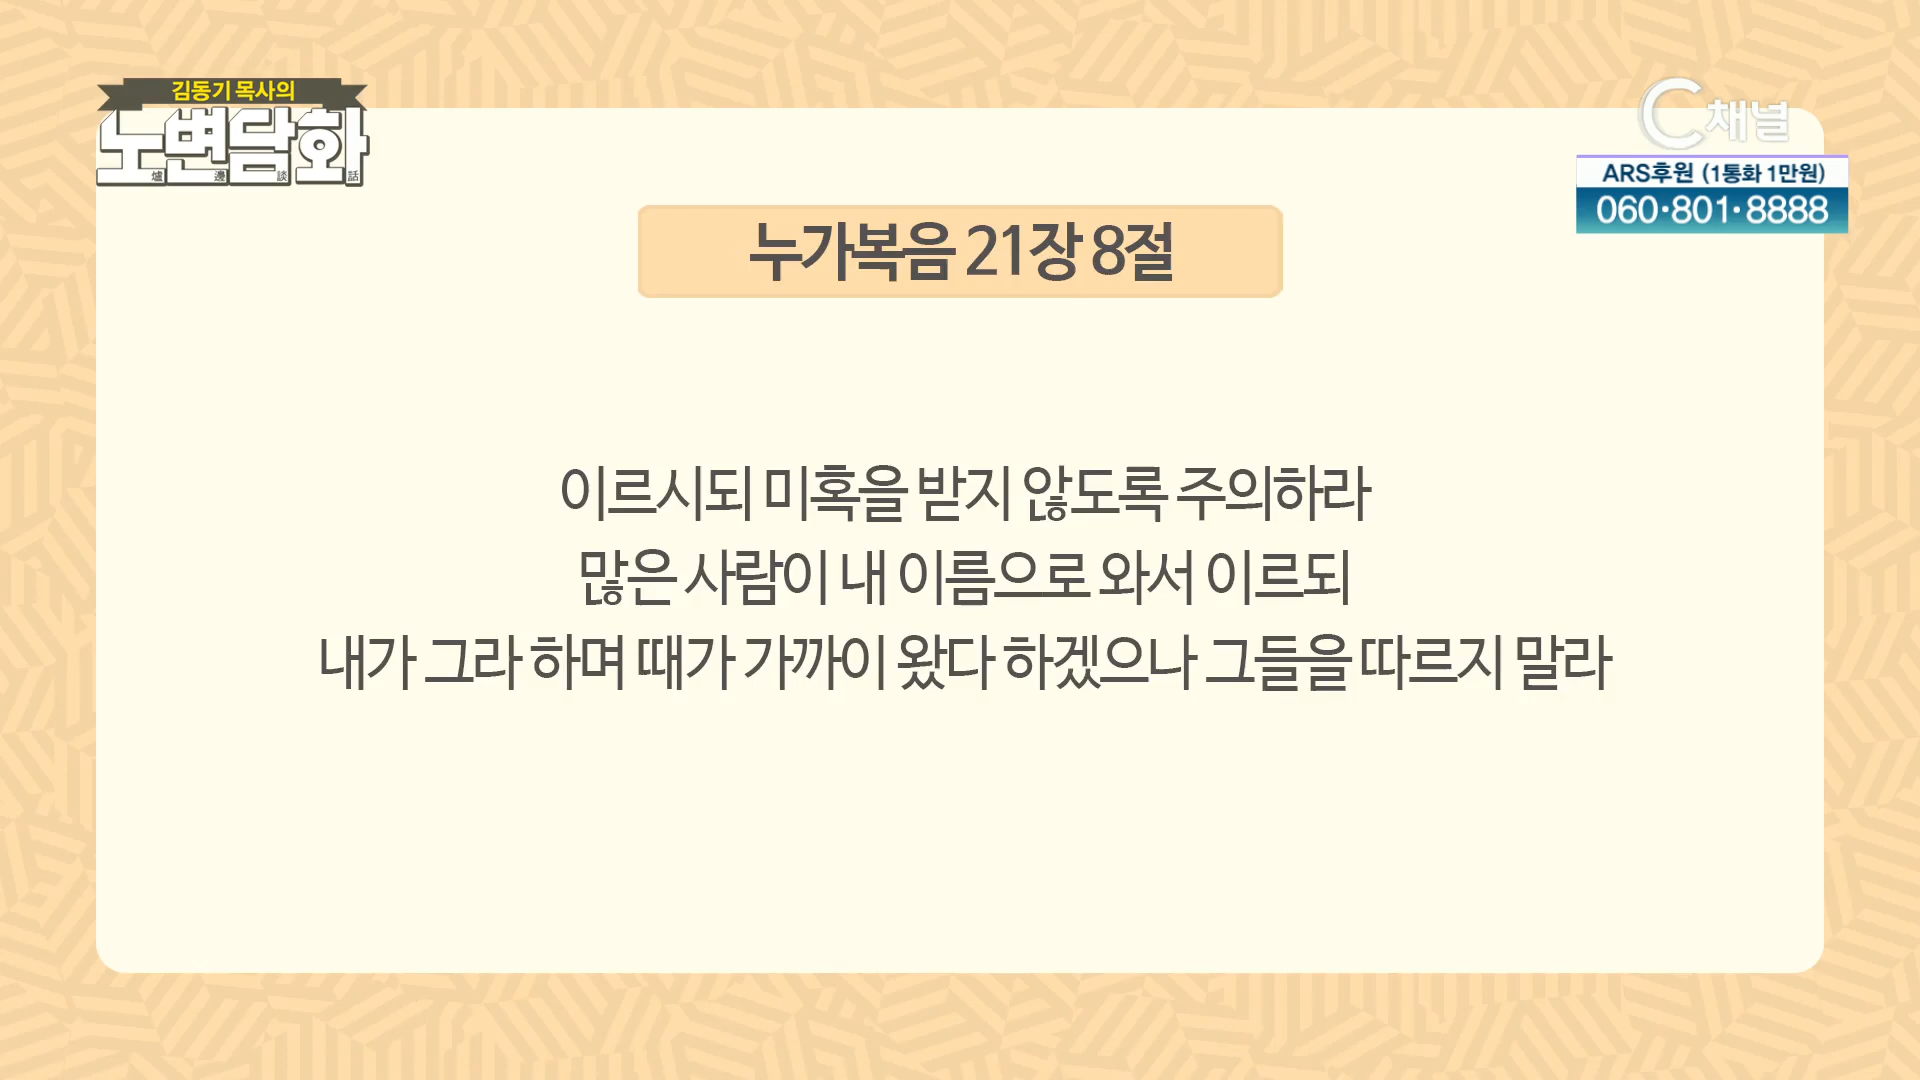 김동기 목사의
노변담화
爐邊談話
C채널
ARS후원 (1통화 1만원)
060·801·8888
누가복음 21장 8절
이르시되 미혹을 받지 않도록 주의하라
많은 사람이 내 이름으로 와서 이르되
내가 그라 하며 때가 가까이 왔다 하겠으나 그들을 따르지 말라